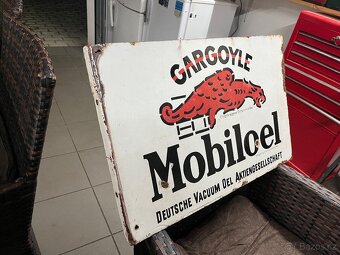 GARGOYLE
Mobiloel
DEUTSCHE VACUUM OEL AKTIENGESELLSCHAFT